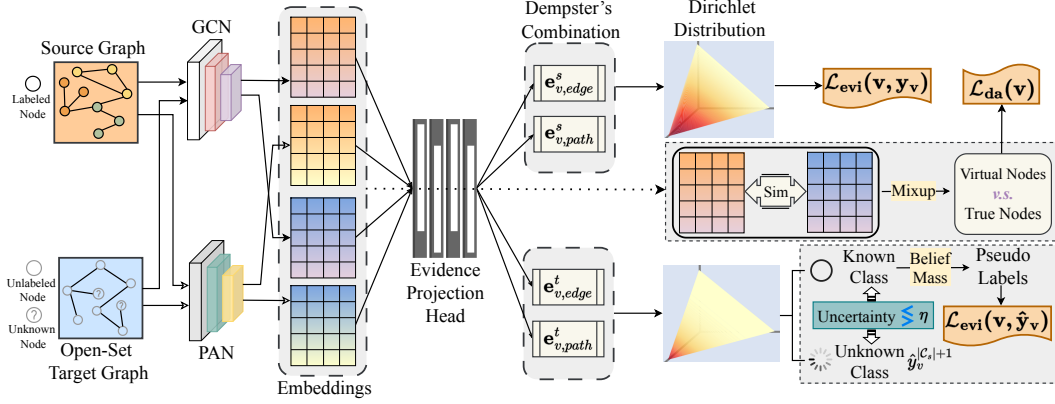 Source Graph
Labeled
Node
Unlabeled
Node
?
?
?
Unknown
Node
Open-Set
Target Graph
GCN
PAN
Embeddings
Evidence
Projection
Head
Dempster's
Combination
e^s_{v,edge}
e^s_{v,path}
e^t_{v,edge}
e^t_{v,path}
Dirichlet
Distribution
L_evi(v, y_v)
L_da(v)
Sim
Mixup
Virtual Nodes
v.s.
True Nodes
Known
Class
Belief
Mass
Pseudo
Labels
Uncertainty ≶ η
L_evi(v, ŷ_v)
Unknown
Class
ŷ_v^{|C_s|+1}